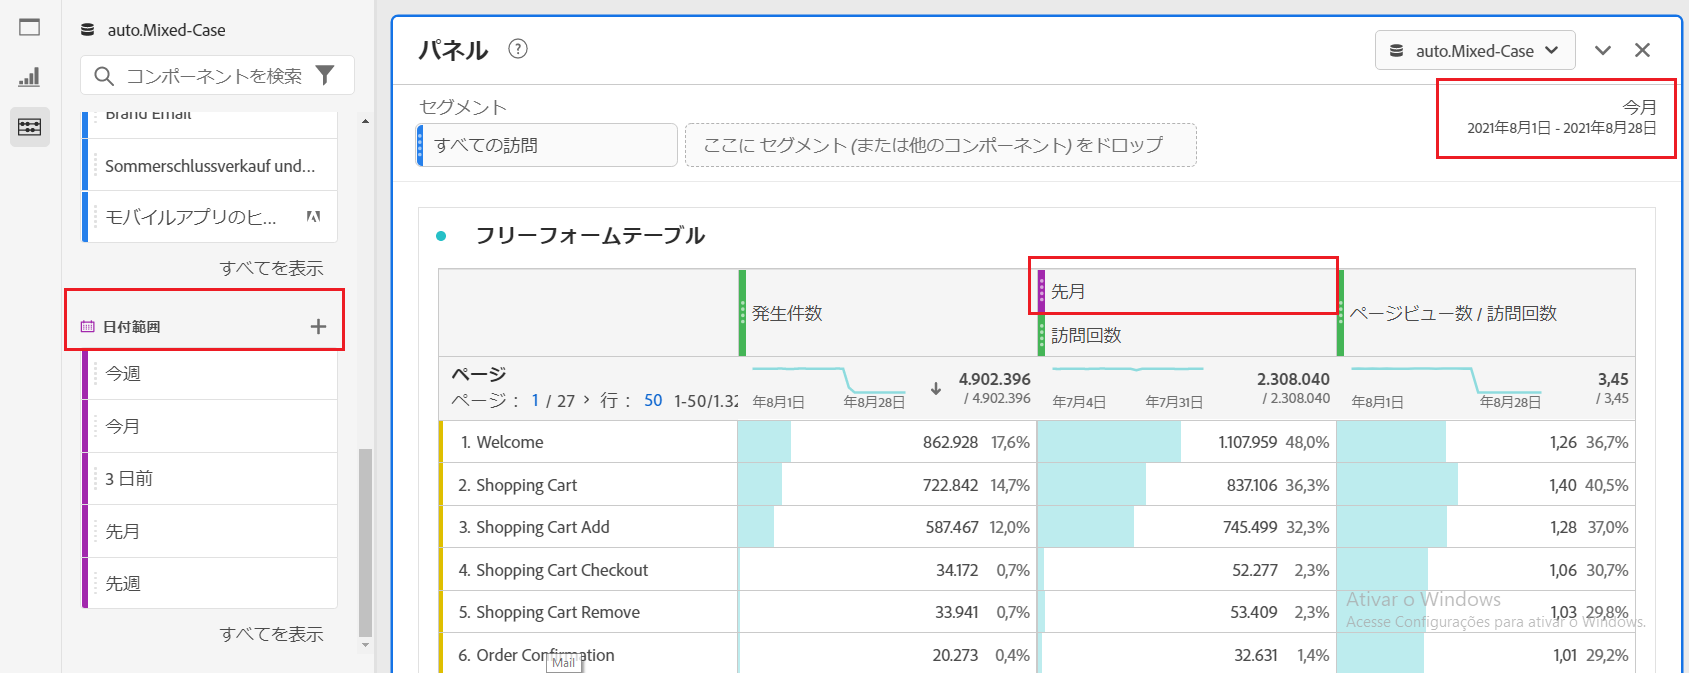 auto.Mixed-Case
コンポーネントを検索
Brand Email
Sommerschlussverkauf und...
モバイルアプリのヒ...
すべてを表示
日付範囲
今週
今月
3 日前
先月
先週
すべてを表示
パネル ?
auto.Mixed-Case
セグメント
すべての訪問
ここに セグメント (または他のコンポーネント) をドロップ
今月
2021年8月1日 - 2021年8月28日
フリーフォームテーブル
発生件数
先月
訪問回数
ページビュー数 / 訪問回数
ページ
ページ： 1 / 27 > 行： 50 1-50/1.32
年8月1日 年8月28日
4.902.396
/ 4.902.396
年7月4日 年7月31日
2.308.040
/ 2.308.040
年8月1日 年8月28日
3,45
/ 3,45
1. Welcome 862.928 17,6% 1.107.959 48,0% 1,26 36,7%
2. Shopping Cart 722.842 14,7% 837.106 36,3% 1,40 40,5%
3. Shopping Cart Add 587.467 12,0% 745.499 32,3% 1,28 37,0%
4. Shopping Cart Checkout 34.172 0,7% 52.277 2,3% 1,06 30,7%
5. Shopping Cart Remove 33.941 0,7% 53.409 2,3% 1,03 29,8%
6. Order Confirmation 20.273 0,4% 32.631 1,4% 1,01 29,2%
Mail
Ativar o Windows
Acesse Configurações para ativar o Windows.